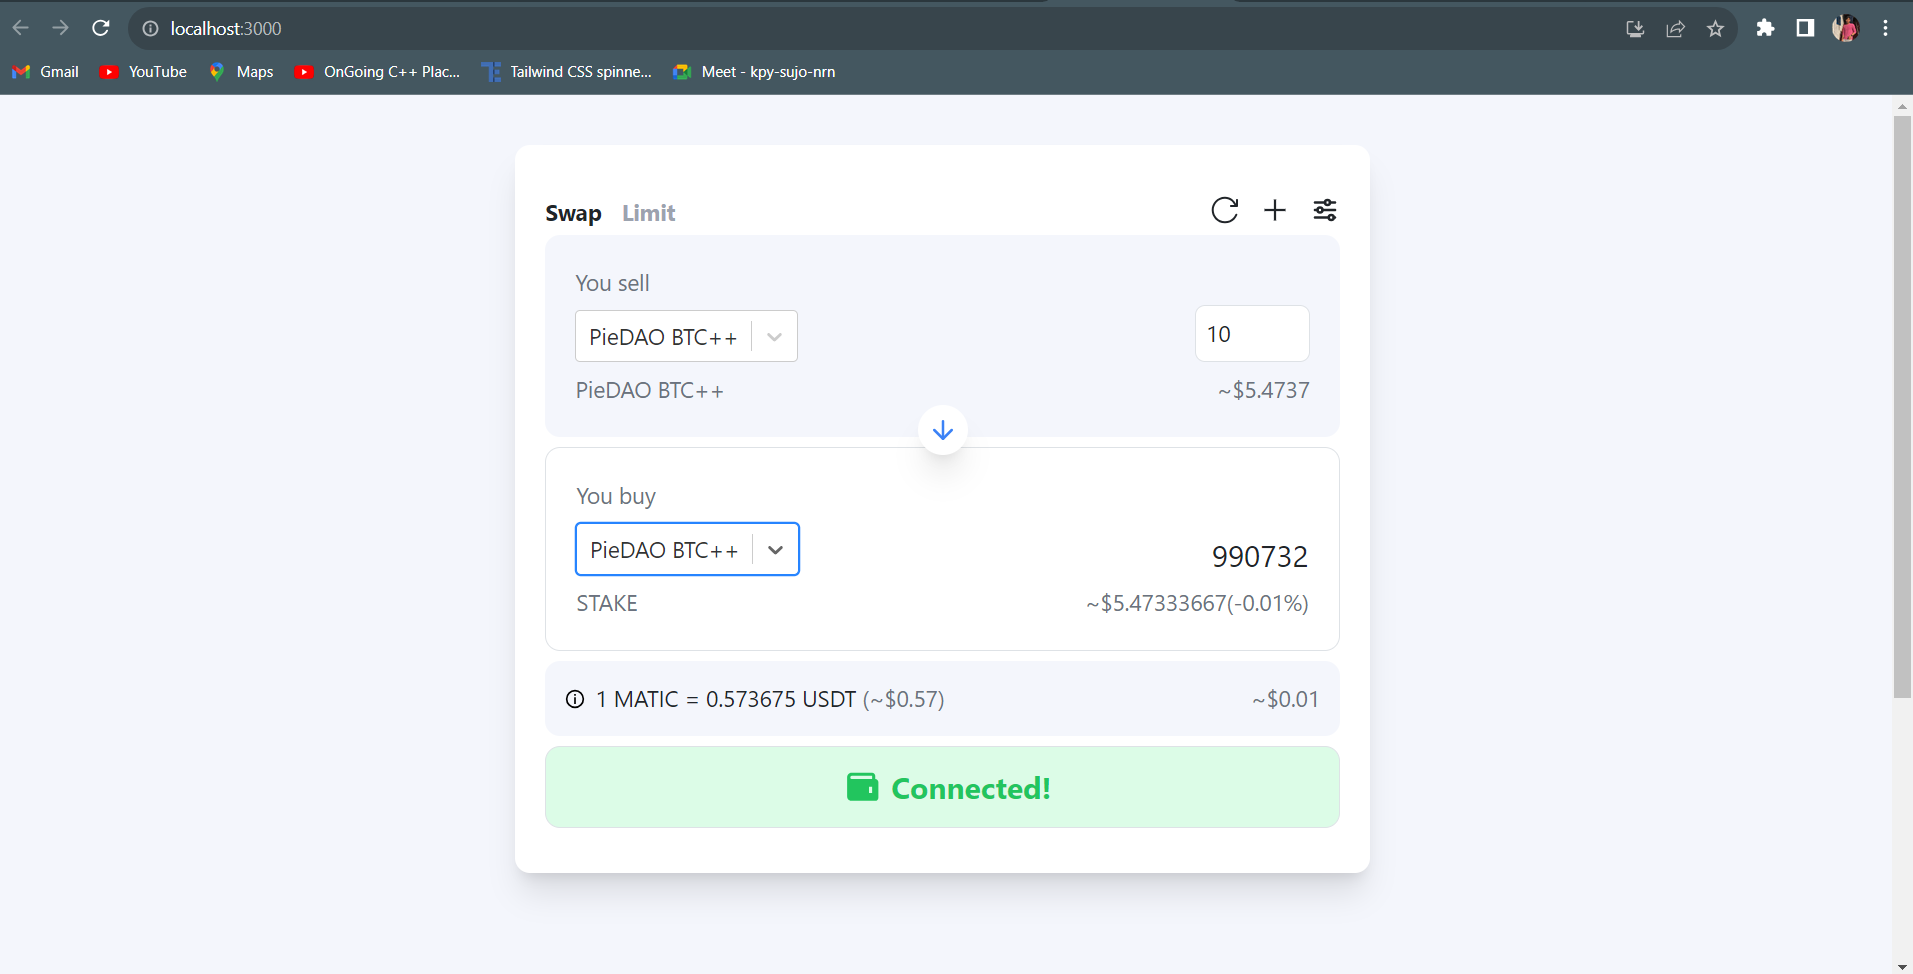 localhost:3000
Gmail YouTube Maps OnGoing C++ Plac... Tailwind CSS spinne... Meet - kpy-sujo-nrn
Swap Limit
You sell
PieDAO BTC++ 10
PieDAO BTC++ ~$5.4737
You buy
PieDAO BTC++ 990732
STAKE ~$5.47333667(-0.01%)
1 MATIC = 0.573675 USDT (~$0.57) ~$0.01
Connected!